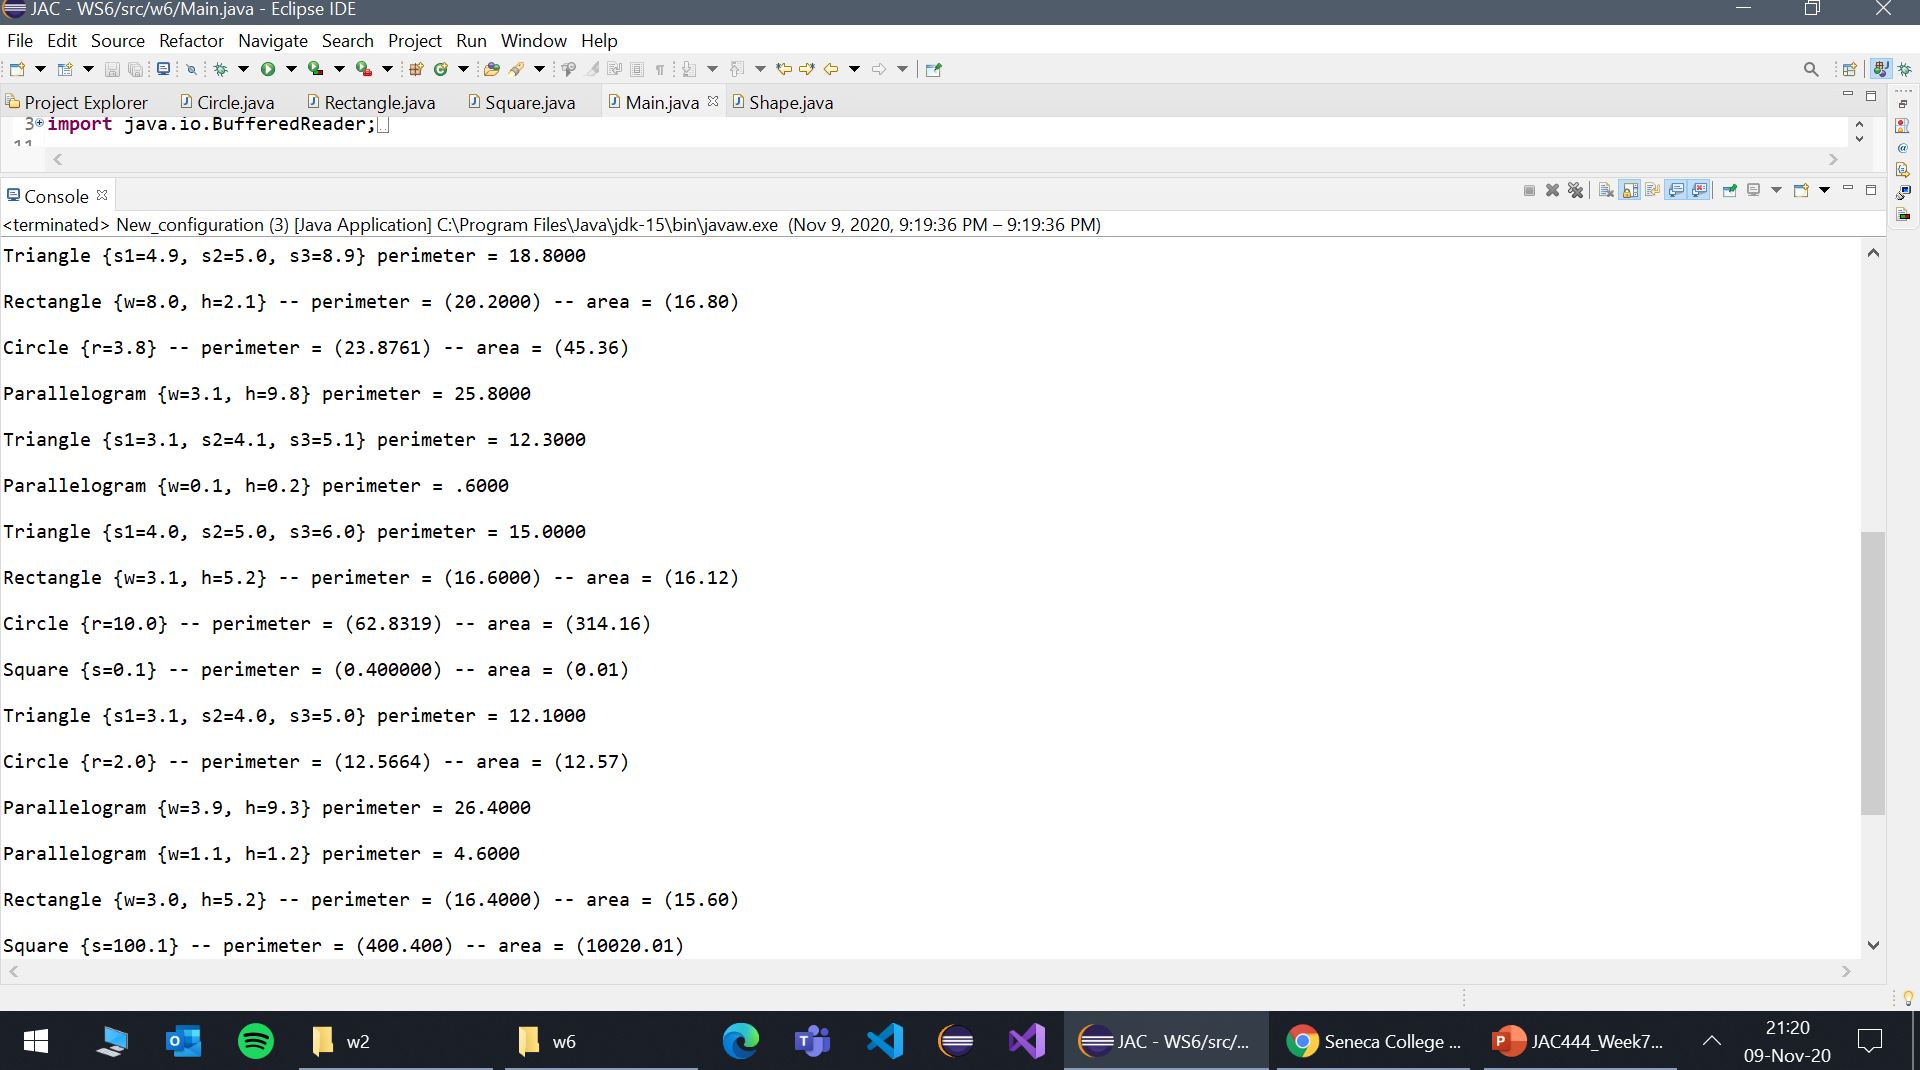 JAC - WS6/src/w6/Main.java - Eclipse IDE
File Edit Source Refactor Navigate Search Project Run Window Help
Project Explorer Circle.java Rectangle.java Square.java Main.java Shape.java
3 import java.io.BufferedReader;
11
Console
<terminated> New_configuration (3) [Java Application] C:\Program Files\Java\jdk-15\bin\javaw.exe (Nov 9, 2020, 9:19:36 PM – 9:19:36 PM)
Triangle {s1=4.9, s2=5.0, s3=8.9} perimeter = 18.8000
Rectangle {w=8.0, h=2.1} -- perimeter = (20.2000) -- area = (16.80)
Circle {r=3.8} -- perimeter = (23.8761) -- area = (45.36)
Parallelogram {w=3.1, h=9.8} perimeter = 25.8000
Triangle {s1=3.1, s2=4.1, s3=5.1} perimeter = 12.3000
Parallelogram {w=0.1, h=0.2} perimeter = .6000
Triangle {s1=4.0, s2=5.0, s3=6.0} perimeter = 15.0000
Rectangle {w=3.1, h=5.2} -- perimeter = (16.6000) -- area = (16.12)
Circle {r=10.0} -- perimeter = (62.8319) -- area = (314.16)
Square {s=0.1} -- perimeter = (0.400000) -- area = (0.01)
Triangle {s1=3.1, s2=4.0, s3=5.0} perimeter = 12.1000
Circle {r=2.0} -- perimeter = (12.5664) -- area = (12.57)
Parallelogram {w=3.9, h=9.3} perimeter = 26.4000
Parallelogram {w=1.1, h=1.2} perimeter = 4.6000
Rectangle {w=3.0, h=5.2} -- perimeter = (16.4000) -- area = (15.60)
Square {s=100.1} -- perimeter = (400.400) -- area = (10020.01)
w2 w6 JAC - WS6/src/... Seneca College ... JAC444_Week7... 21:20
09-Nov-20